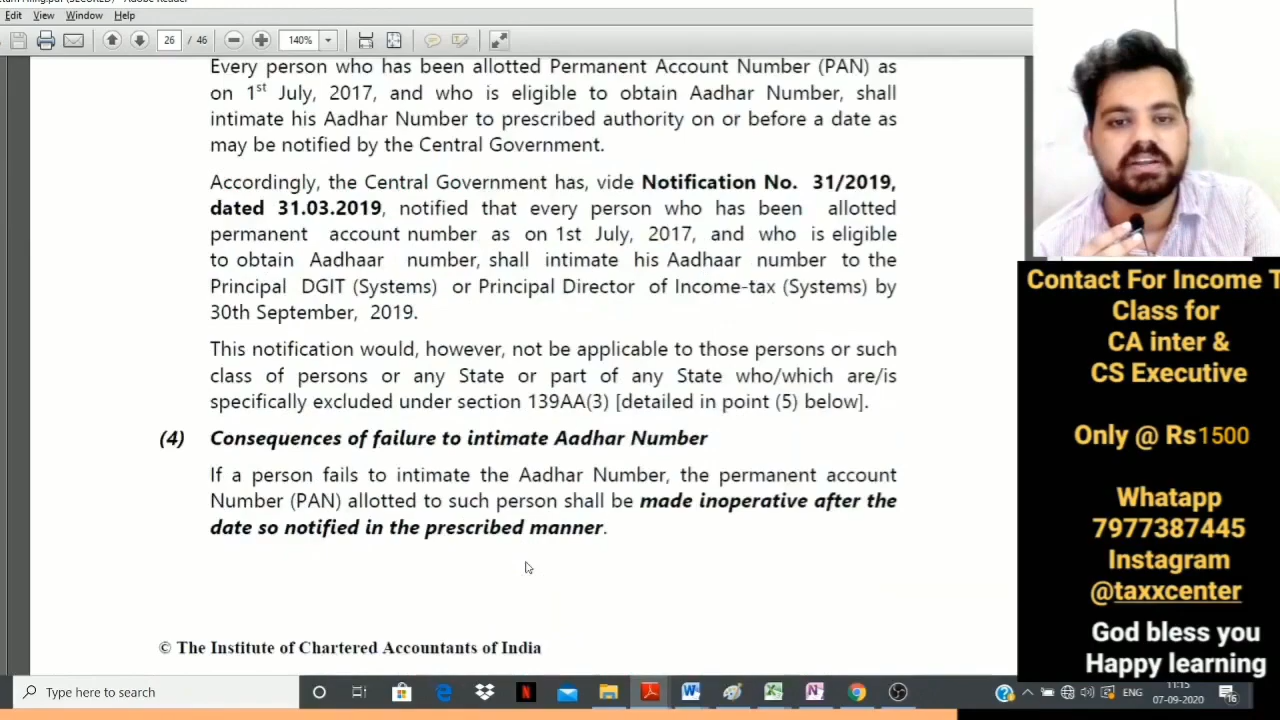 Edit View Window Help
26 / 46 140%
Every person who has been allotted Permanent Account Number (PAN) as
on 1st July, 2017, and who is eligible to obtain Aadhar Number, shall
intimate his Aadhar Number to prescribed authority on or before a date as
may be notified by the Central Government.
Accordingly, the Central Government has, vide Notification No. 31/2019,
dated 31.03.2019, notified that every person who has been allotted
permanent account number as on 1st July, 2017, and who is eligible
to obtain Aadhaar number, shall intimate his Aadhaar number to the
Principal DGIT (Systems) or Principal Director of Income-tax (Systems) by
30th September, 2019.
This notification would, however, not be applicable to those persons or such
class of persons or any State or part of any State who/which are/is
specifically excluded under section 139AA(3) [detailed in point (5) below].
(4) Consequences of failure to intimate Aadhar Number
If a person fails to intimate the Aadhar Number, the permanent account
Number (PAN) allotted to such person shall be made inoperative after the
date so notified in the prescribed manner.
© The Institute of Chartered Accountants of India
Contact For Income T
Class for
CA inter &
CS Executive
Only @ Rs1500
Whatapp
7977387445
Instagram
@taxxcenter
God bless you
Happy learning
Type here to search
ENG
11:15
07-09-2020
16